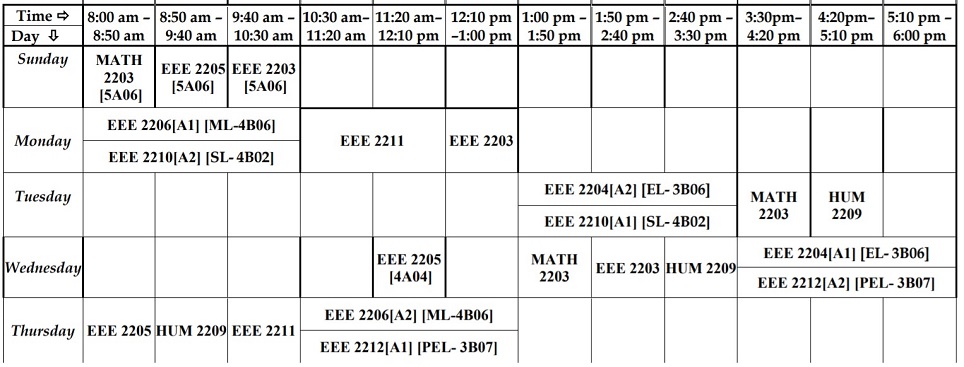 Time ⇨ 8:00 am – 8:50 am – 9:40 am – 10:30 am– 11:20 am– 12:10 pm 1:00 pm – 1:50 pm – 2:40 pm – 3:30pm– 4:20pm– 5:10 pm –
Day ⇩ 8:50 am 9:40 am 10:30 am 11:20 am 12:10 pm –1:00 pm 1:50 pm 2:40 pm 3:30 pm 4:20 pm 5:10 pm 6:00 pm
Sunday
MATH
2203
[5A06]
EEE 2205
[5A06]
EEE 2203
[5A06]
Monday
EEE 2206[A1] [ML-4B06]
EEE 2210[A2] [SL- 4B02]
EEE 2211
EEE 2203
Tuesday
EEE 2204[A2] [EL- 3B06]
EEE 2210[A1] [SL- 4B02]
MATH
2203
HUM
2209
Wednesday
EEE 2205
[4A04]
MATH
2203
EEE 2203
HUM 2209
EEE 2204[A1] [EL- 3B06]
EEE 2212[A2] [PEL- 3B07]
Thursday
EEE 2205
HUM 2209
EEE 2211
EEE 2206[A2] [ML-4B06]
EEE 2212[A1] [PEL- 3B07]